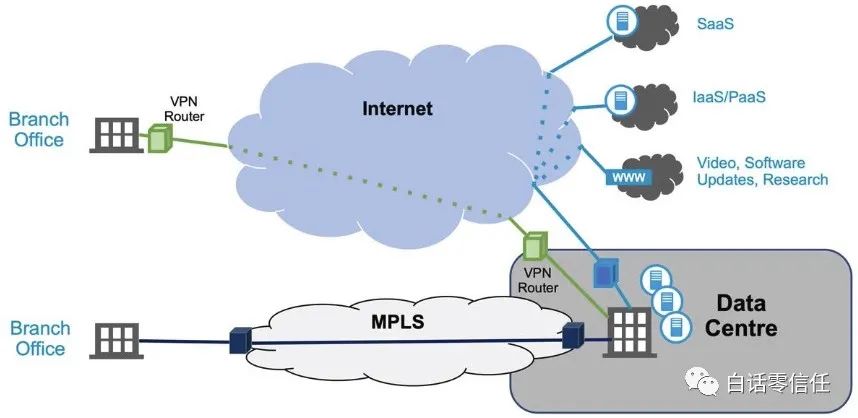 SaaS
Internet
IaaS/PaaS
VPN
Router
Branch
Office
WWW
Video, Software
Updates, Research
VPN
Router
Data
Centre
MPLS
Branch
Office
白话零信任